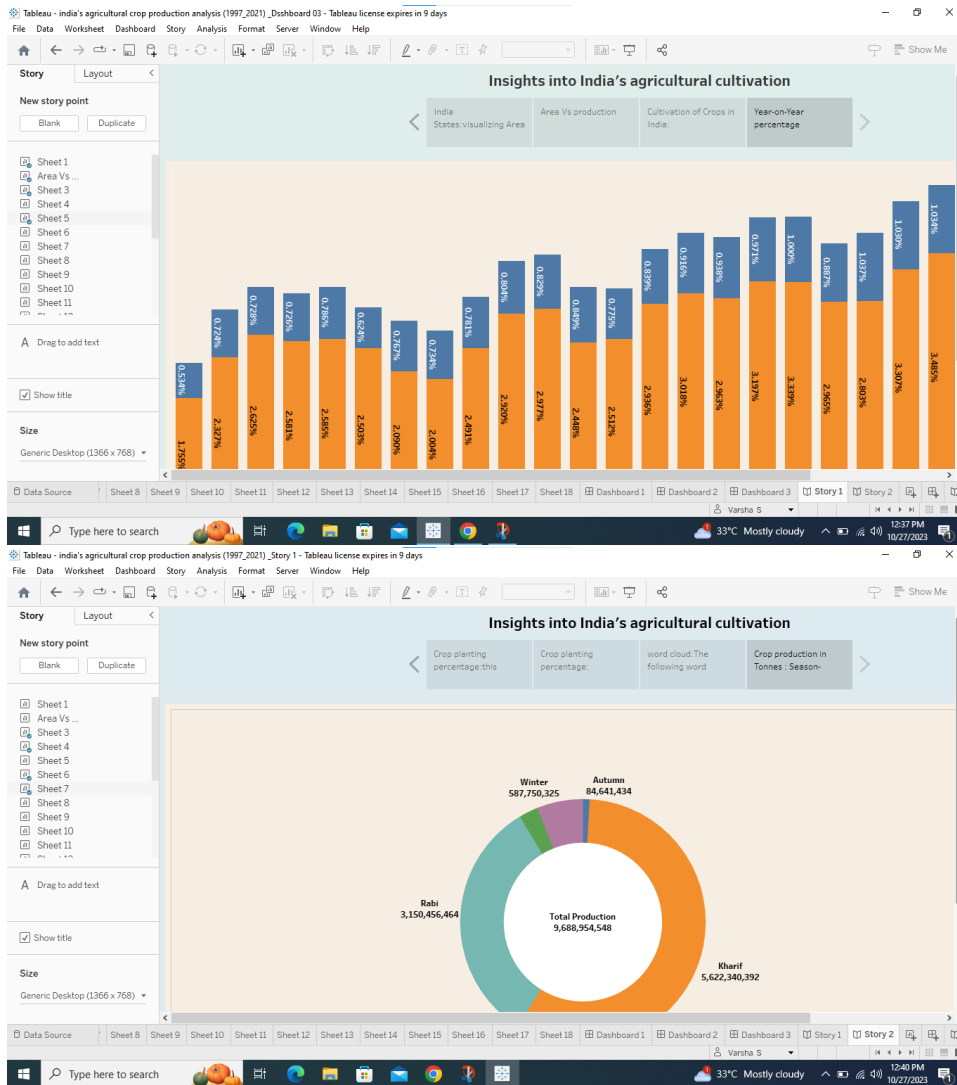 Tableau - india's agricultural crop production analysis (1997_2021) _Dsshboard 03 - Tableau license expires in 9 days
File Data Worksheet Dashboard Story Analysis Format Server Window Help
Show Me
Story Layout
New story point
Blank Duplicate
Sheet 1
Area Vs ...
Sheet 3
Sheet 4
Sheet 5
Sheet 6
Sheet 7
Sheet 8
Sheet 9
Sheet 10
Sheet 11
A Drag to add text
Show title
Size
Generic Desktop (1366 x 768)
Insights into India's agricultural cultivation
India
States:visualizing Area
Area Vs production
Cultivation of Crops in
India:
Year-on-Year
percentage
0.534% 0.724% 0.728% 0.726% 0.786% 0.624% 0.767% 0.734% 0.781% 0.804% 0.829% 0.849% 0.775% 0.839% 0.916% 0.938% 0.971% 1.000% 0.887% 1.037% 1.030% 1.034%
1.755% 2.327% 2.625% 2.581% 2.585% 2.503% 2.090% 2.004% 2.491% 2.920% 2.977% 2.448% 2.512% 2.936% 3.018% 2.963% 3.197% 3.339% 2.965% 2.803% 3.307% 3.485%
Data Source Sheet 8 Sheet 9 Sheet 10 Sheet 11 Sheet 12 Sheet 13 Sheet 14 Sheet 15 Sheet 16 Sheet 17 Sheet 18 Dashboard 1 Dashboard 2 Dashboard 3 Story 1 Story 2
Varsha S
Type here to search
33°C Mostly cloudy
12:37 PM
10/27/2023
1
Tableau - india's agricultural crop production analysis (1997_2021) _Story 1 - Tableau license expires in 9 days
File Data Worksheet Dashboard Story Analysis Format Server Window Help
Show Me
Story Layout
New story point
Blank Duplicate
Sheet 1
Area Vs ...
Sheet 3
Sheet 4
Sheet 5
Sheet 6
Sheet 7
Sheet 8
Sheet 9
Sheet 10
Sheet 11
A Drag to add text
Show title
Size
Generic Desktop (1366 x 768)
Insights into India's agricultural cultivation
Crop planting
percentage:this
Crop planting
percentage:
word cloud:The
following word
Crop production in
Tonnes : Season-
Winter
587,750,325
Autumn
84,641,434
Rabi
3,150,456,464
Total Production
9,688,954,548
Kharif
5,622,340,392
Data Source Sheet 8 Sheet 9 Sheet 10 Sheet 11 Sheet 12 Sheet 13 Sheet 14 Sheet 15 Sheet 16 Sheet 17 Sheet 18 Dashboard 1 Dashboard 2 Dashboard 3 Story 1 Story 2
Varsha S
Type here to search
33°C Mostly cloudy
12:40 PM
10/27/2023
1